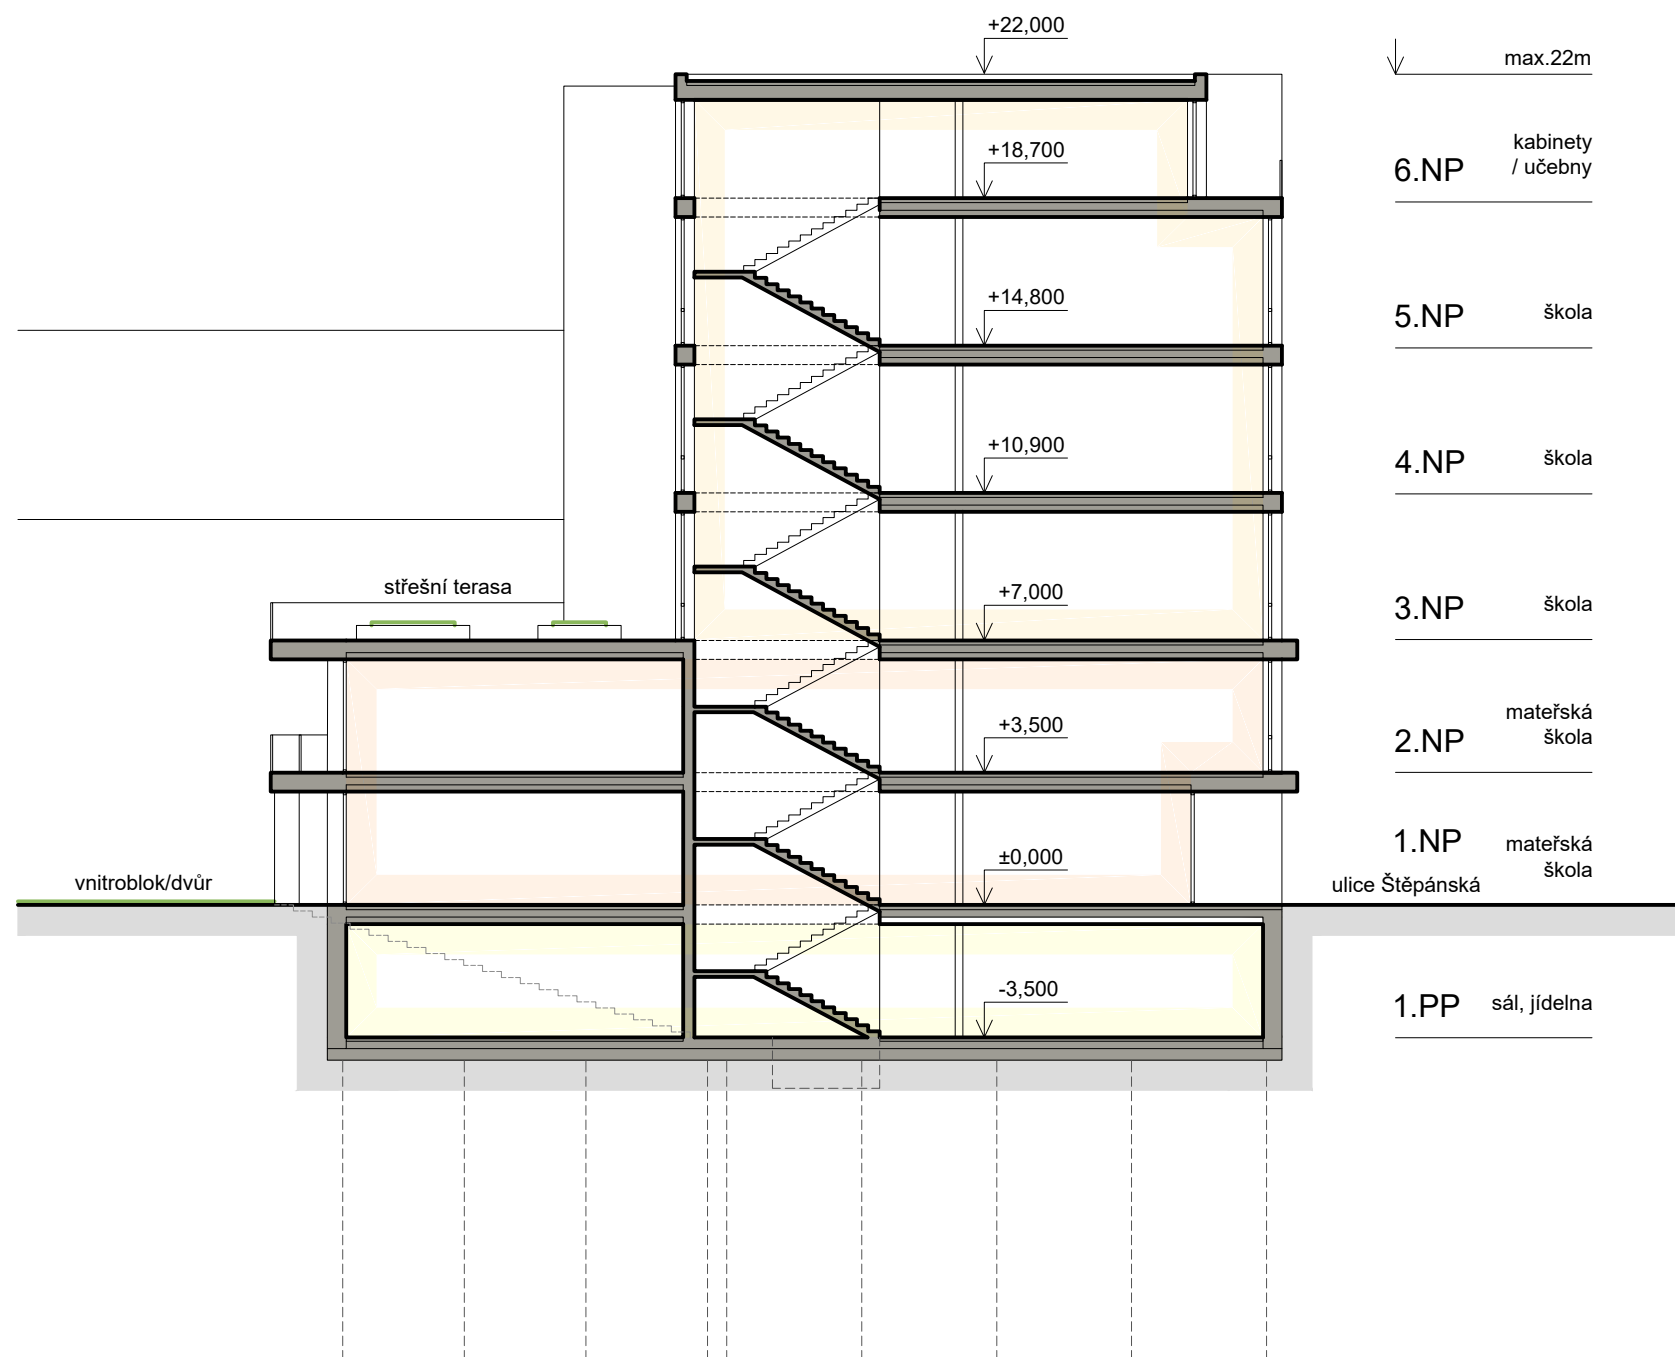 +22,000
max.22m
+18,700
6.NP
kabinety
/ učebny
+14,800
5.NP
škola
+10,900
4.NP
škola
střešní terasa
+7,000
3.NP
škola
+3,500
2.NP
mateřská
škola
±0,000
1.NP
mateřská
škola
vnitroblok/dvůr
ulice Štěpánská
-3,500
1.PP
sál, jídelna